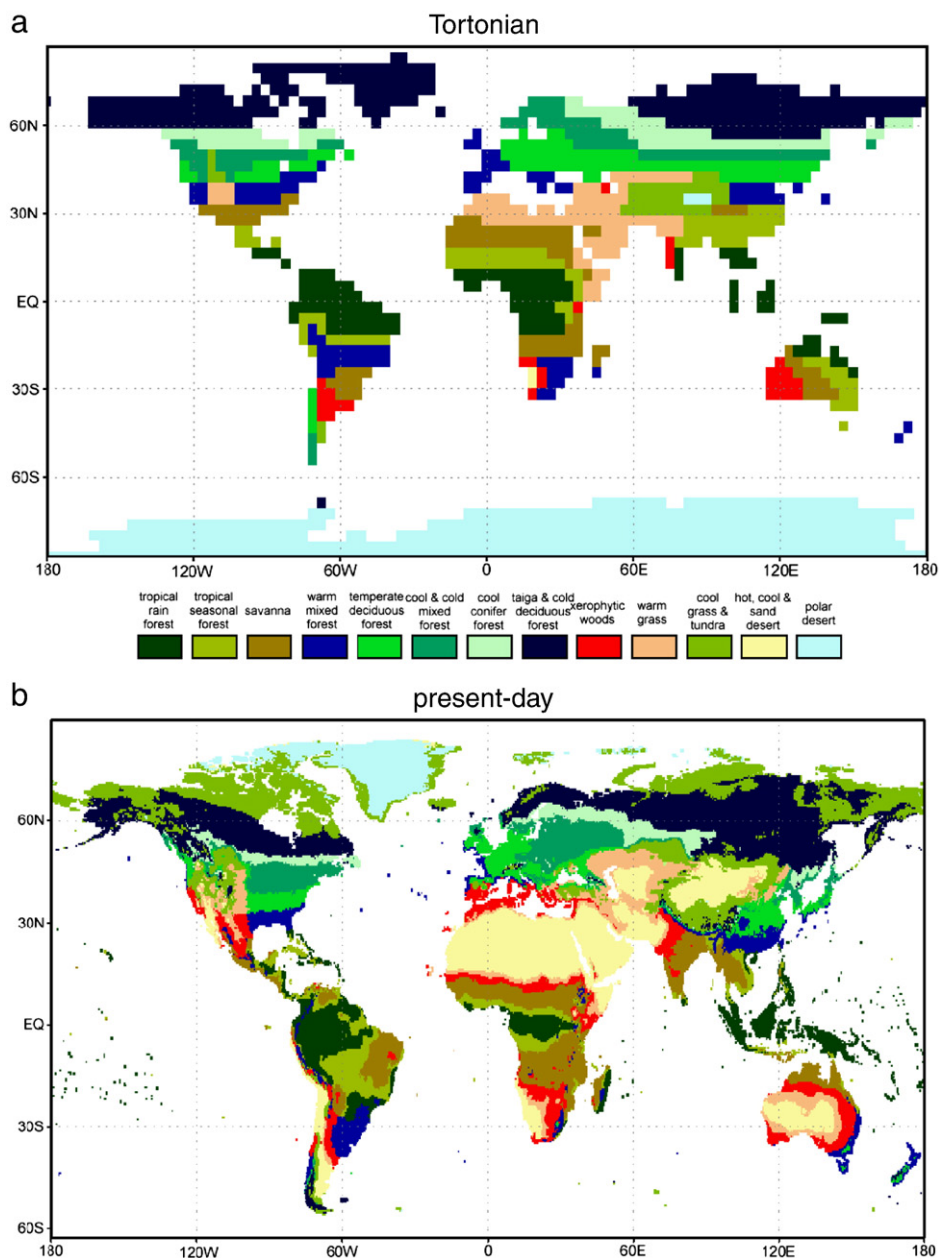 a
Tortonian
60N
30N
EQ
30S
60S
180 120W 60W 0 60E 120E 180
tropical rain forest
tropical seasonal forest
savanna
warm mixed forest
temperate deciduous forest
cool & cold mixed forest
cool conifer forest
taiga & cold deciduous forest
xerophytic woods
warm grass
cool grass & tundra
hot, cool & sand desert
polar desert
b
present-day
60N
30N
EQ
30S
60S
180 120W 60W 0 60E 120E 180